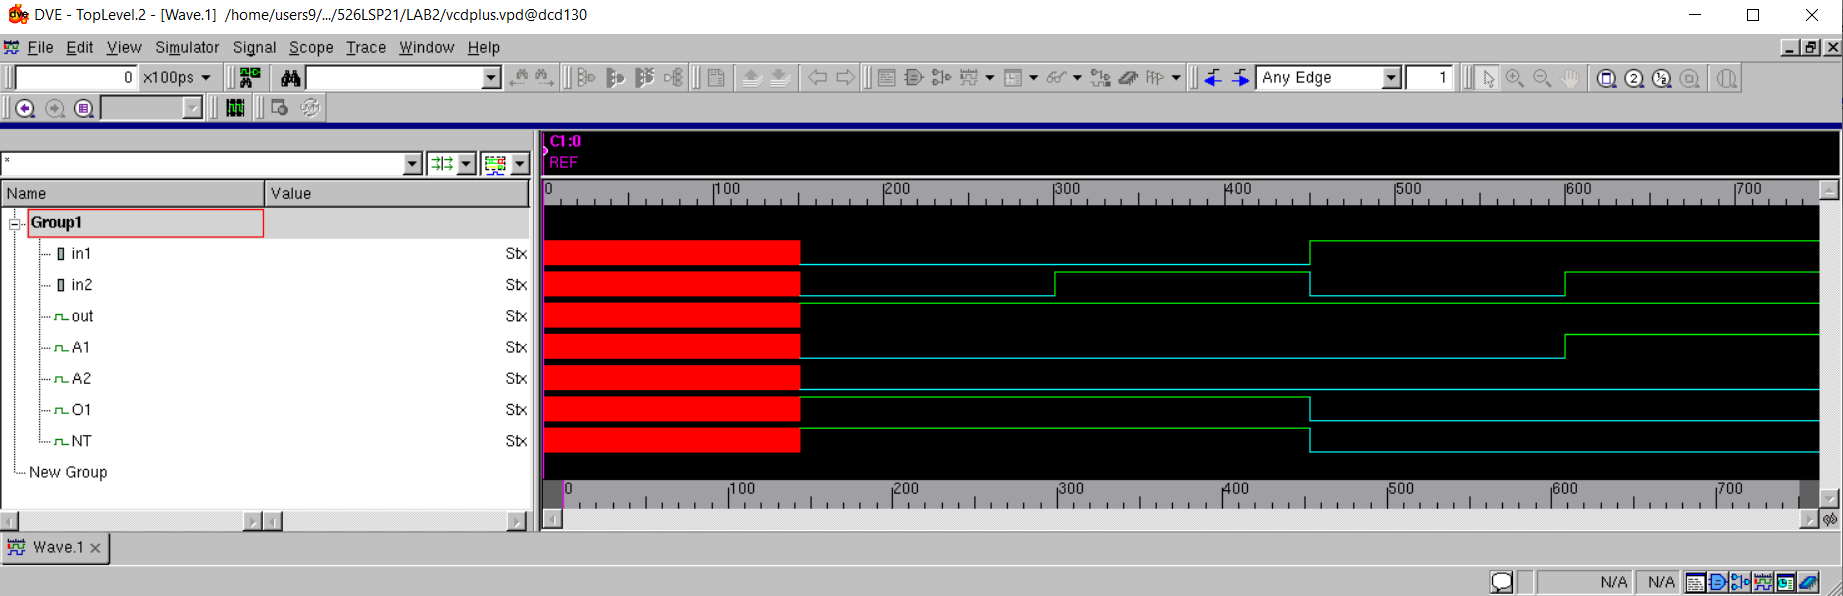 DVE - TopLevel.2 - [Wave.1] /home/users9/.../526LSP21/LAB2/vcdplus.vpd@dcd130
File Edit View Simulator Signal Scope Trace Window Help
0 x100ps Any Edge 1
C1:0
REF
*
Name Value
0 100 200 300 400 500 600 700
Group1
in1 Stx
in2 Stx
out Stx
A1 Stx
A2 Stx
O1 Stx
NT Stx
New Group
0 100 200 300 400 500 600 700
Wave.1
N/A N/A